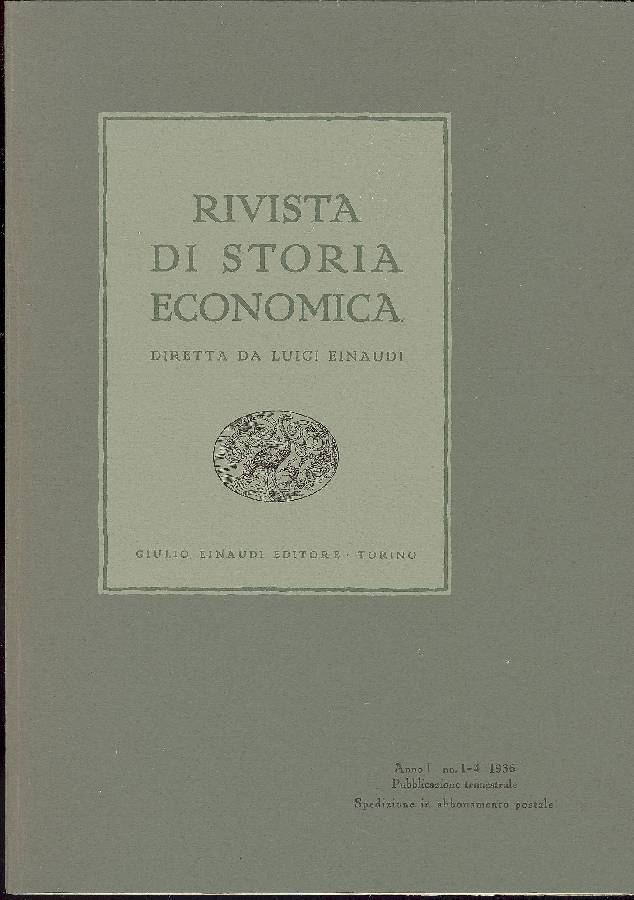 RIVISTA
DI STORIA
ECONOMICA
DIRETTA DA LUIGI EINAUDI
GIULIO EINAUDI EDITORE · TORINO
Anno I nn. 1-4 1936
Pubblicazione trimestrale
Spedizione in abbonamento postale